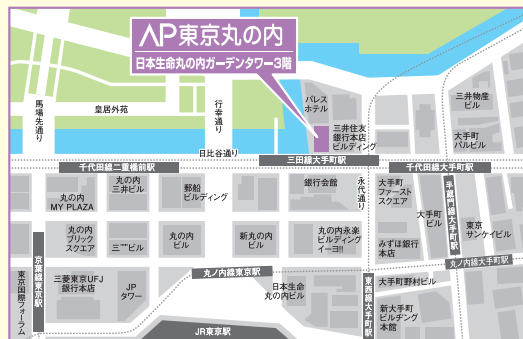 AP東京丸の内
日本生命丸の内ガーデンタワー3階
馬場先通り
皇居外苑
行幸通り
パレス
ホテル
三井住友
銀行本店
ビルディング
三井物産
ビル
大手町
パルビル
日比谷通り
三田線大手町駅
千代田線二重橋前駅
千代田線大手町駅
丸の内
MY PLAZA
丸の内
三井ビル
郵船
ビルディング
銀行会館
永代通り
大手町
ファースト
スクエア
大手町
ビル
半蔵門線大手町駅
東京
サンケイビル
丸の内
ブリック
スクエア
三菱ビル
丸の内
ビル
新丸の内
ビル
丸の内永楽
ビルディング
イーヨ!!
みずほ銀行
本店
丸ノ内線東京駅
丸ノ内線大手町駅
京葉線東京駅
東京国際フォーラム
三菱東京UFJ
銀行本店
JP
タワー
日本生命
丸の内ビル
東西線大手町駅
大手町野村ビル
新大手町
ビルヂング
本館
JR東京駅